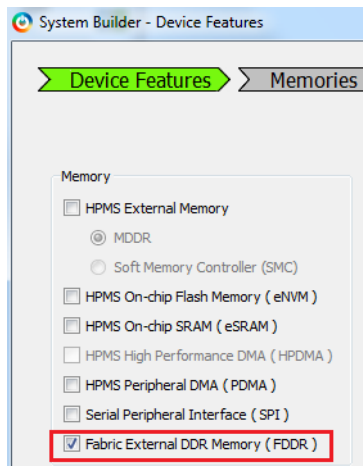 System Builder - Device Features
Device Features Memories
Memory
HPMS External Memory
MDDR
Soft Memory Controller (SMC)
HPMS On-chip Flash Memory ( eNVM )
HPMS On-chip SRAM ( eSRAM )
HPMS High Performance DMA ( HPDMA )
HPMS Peripheral DMA ( PDMA )
Serial Peripheral Interface ( SPI )
Fabric External DDR Memory ( FDDR )